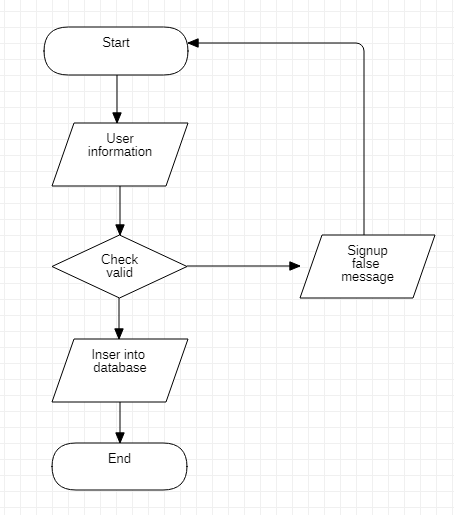 Start
User
information
Check
valid
Signup
false
message
Inser into
database
End